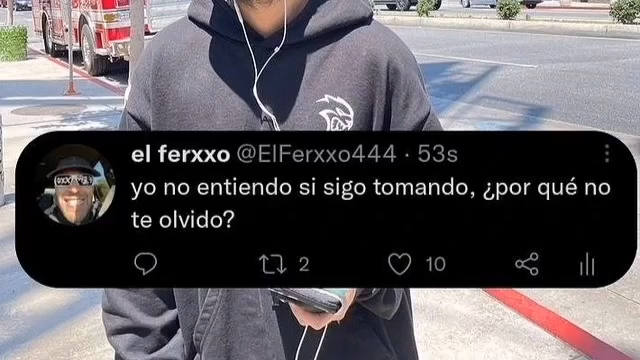 el ferxxo @ElFerxxo444 · 53s
yo no entiendo si sigo tomando, ¿por qué no
te olvido?
2 10